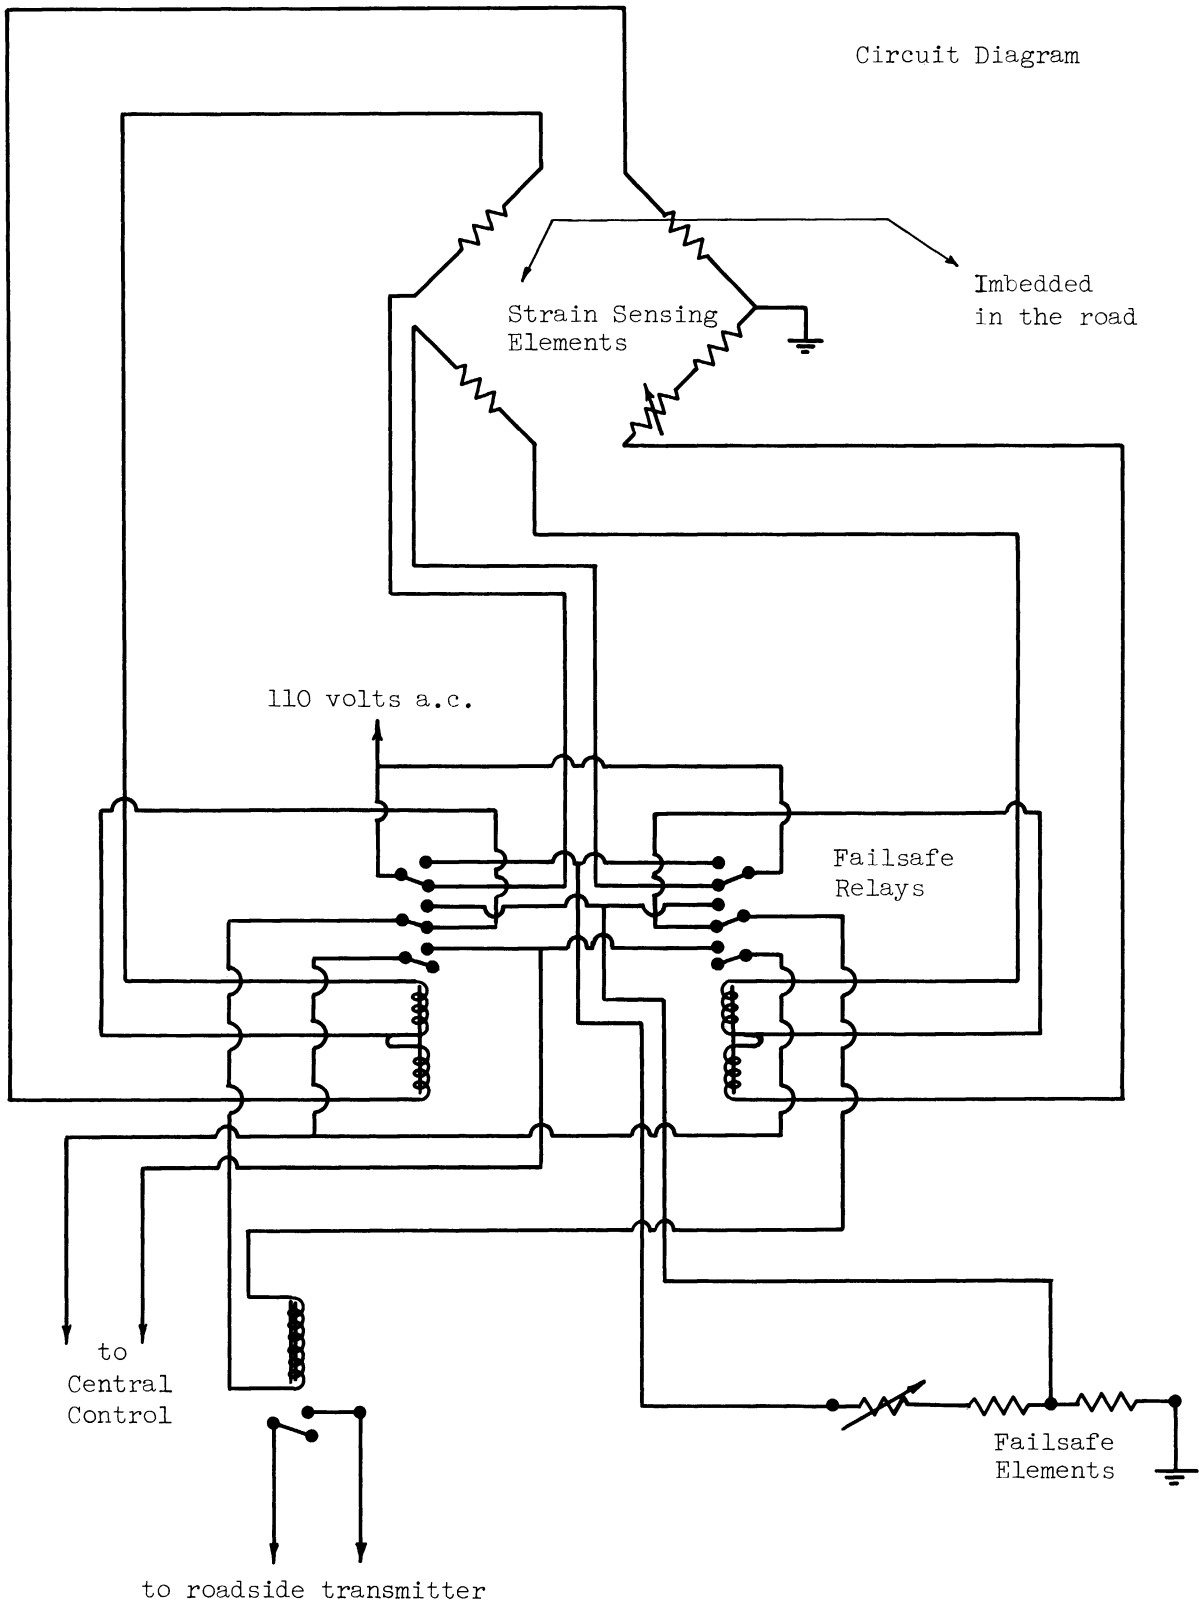 Circuit Diagram
Imbedded
in the road
Strain Sensing
Elements
110 volts a.c.
Failsafe
Relays
to
Central
Control
Failsafe
Elements
to roadside transmitter